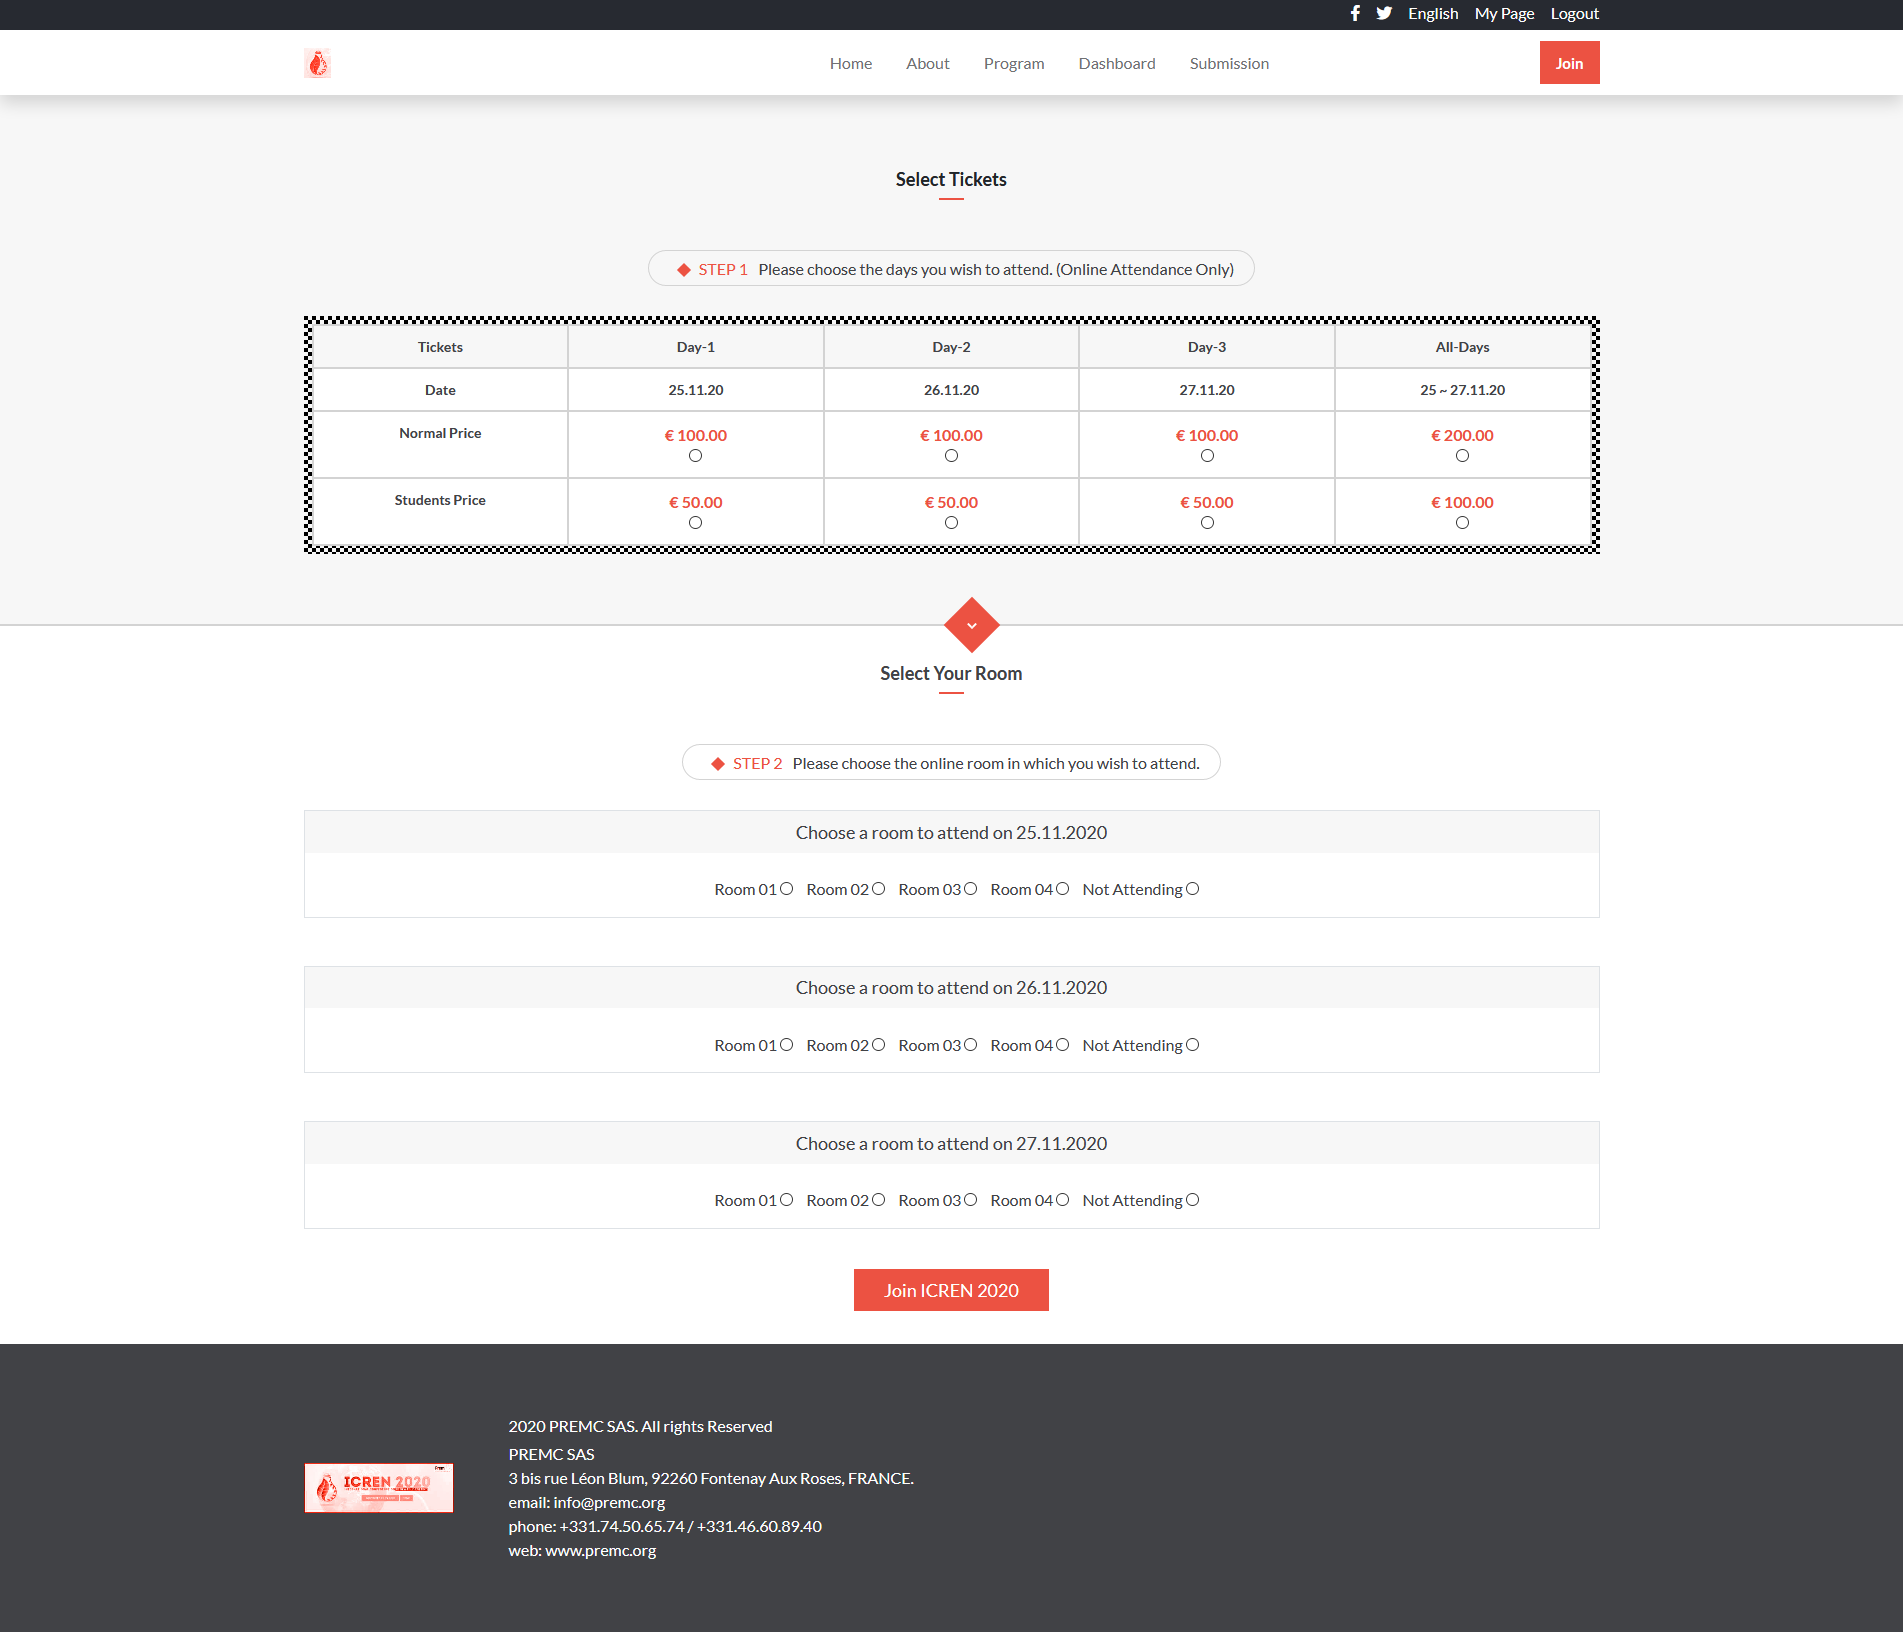 English My Page Logout
Home About Program Dashboard Submission Join
Select Tickets
STEP 1 Please choose the days you wish to attend. (Online Attendance Only)
Tickets Day-1 Day-2 Day-3 All-Days
Date 25.11.20 26.11.20 27.11.20 25 ~ 27.11.20
Normal Price € 100.00 € 100.00 € 100.00 € 200.00
Students Price € 50.00 € 50.00 € 50.00 € 100.00
Select Your Room
STEP 2 Please choose the online room in which you wish to attend.
Choose a room to attend on 25.11.2020
Room 01 Room 02 Room 03 Room 04 Not Attending
Choose a room to attend on 26.11.2020
Room 01 Room 02 Room 03 Room 04 Not Attending
Choose a room to attend on 27.11.2020
Room 01 Room 02 Room 03 Room 04 Not Attending
Join ICREN 2020
ICREN 2020
2020 PREMC SAS. All rights Reserved
PREMC SAS
3 bis rue Léon Blum, 92260 Fontenay Aux Roses, FRANCE.
email: info@premc.org
phone: +331.74.50.65.74 / +331.46.60.89.40
web: www.premc.org